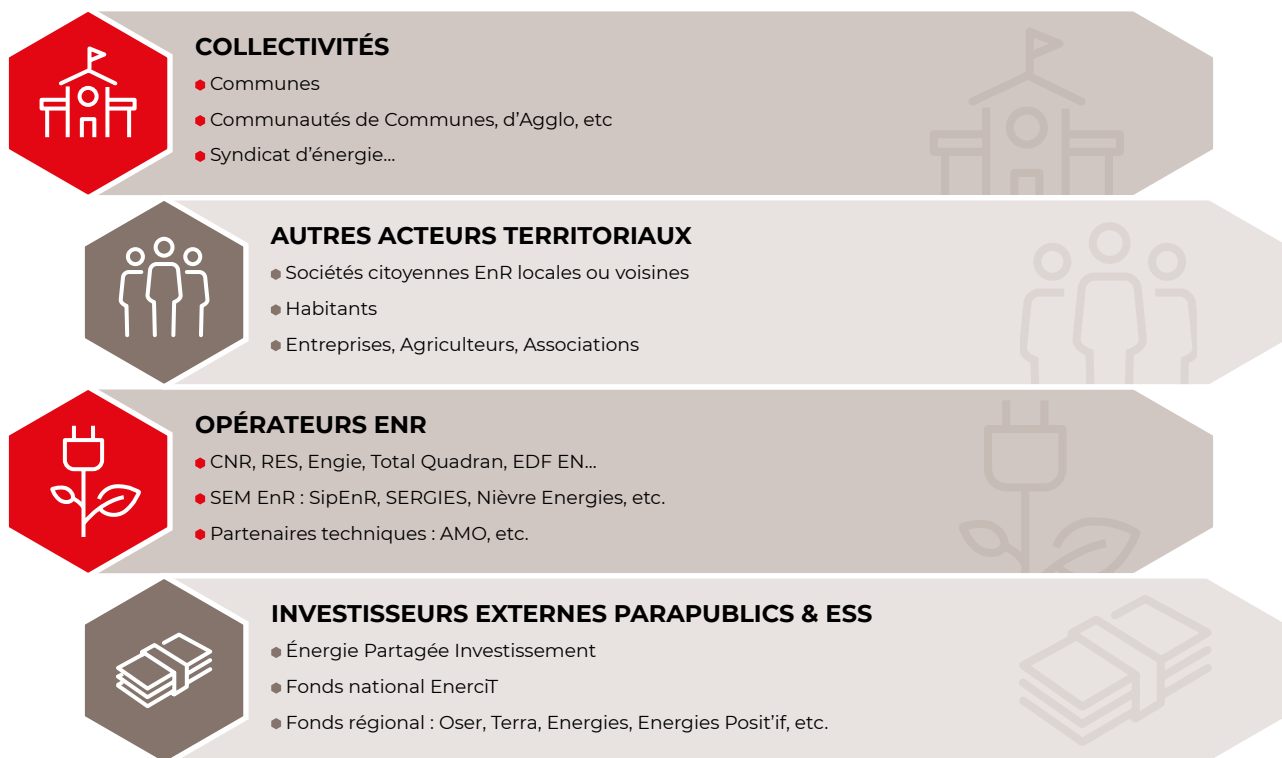 COLLECTIVITÉS
Communes
Communautés de Communes, d’Agglo, etc
Syndicat d’énergie…
AUTRES ACTEURS TERRITORIAUX
Sociétés citoyennes EnR locales ou voisines
Habitants
Entreprises, Agriculteurs, Associations
OPÉRATEURS ENR
CNR, RES, Engie, Total Quadran, EDF EN…
SEM EnR : SipEnR, SERGIES, Nièvre Energies, etc.
Partenaires techniques : AMO, etc.
INVESTISSEURS EXTERNES PARAPUBLICS & ESS
Énergie Partagée Investissement
Fonds national EnerciT
Fonds régional : Oser, Terra, Energies, Energies Posit’if, etc.